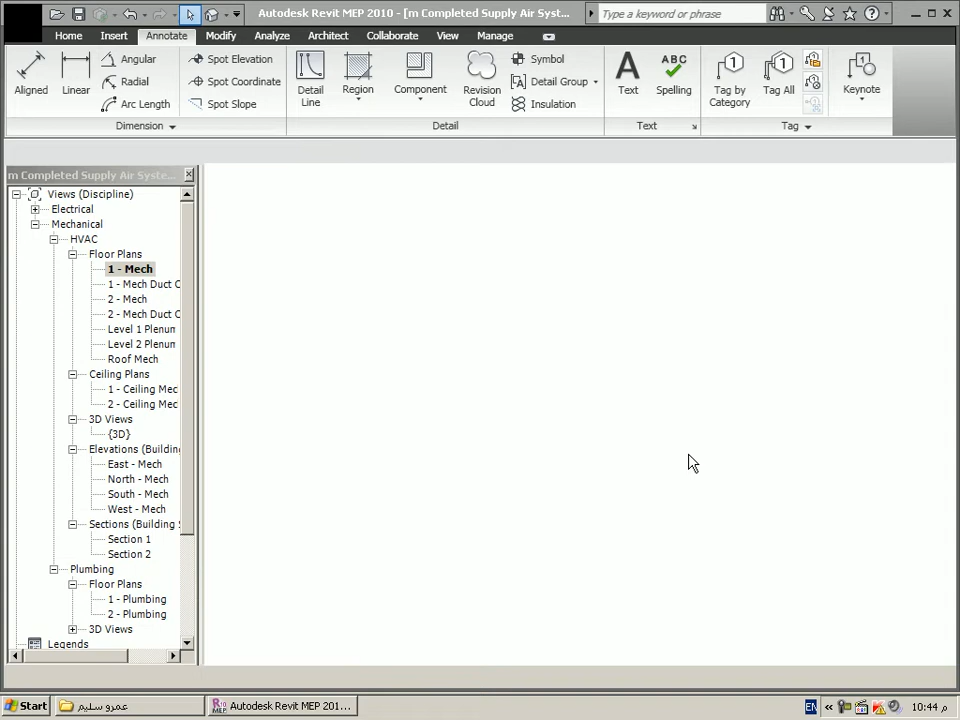 Autodesk Revit MEP 2010 - [m Completed Supply Air Syst...
Type a keyword or phrase
Home Insert Annotate Modify Analyze Architect Collaborate View Manage
Aligned
Linear
Angular
Radial
Arc Length
Spot Elevation
Spot Coordinate
Spot Slope
Detail Line
Region
Component
Revision Cloud
Symbol
Detail Group
Insulation
A
Text
ABC
Spelling
1
Tag by Category
1
Tag All
1
Keynote
Dimension
Detail
Text
Tag
m Completed Supply Air Syste...
Views (Discipline)
Electrical
Mechanical
HVAC
Floor Plans
1 - Mech
1 - Mech Duct C
2 - Mech
2 - Mech Duct C
Level 1 Plenum
Level 2 Plenum
Roof Mech
Ceiling Plans
1 - Ceiling Mec
2 - Ceiling Mec
3D Views
{3D}
Elevations (Building
East - Mech
North - Mech
South - Mech
West - Mech
Sections (Building S
Section 1
Section 2
Plumbing
Floor Plans
1 - Plumbing
2 - Plumbing
3D Views
Legends
Start
عمرو سليم
Autodesk Revit MEP 201...
EN
10:44 م